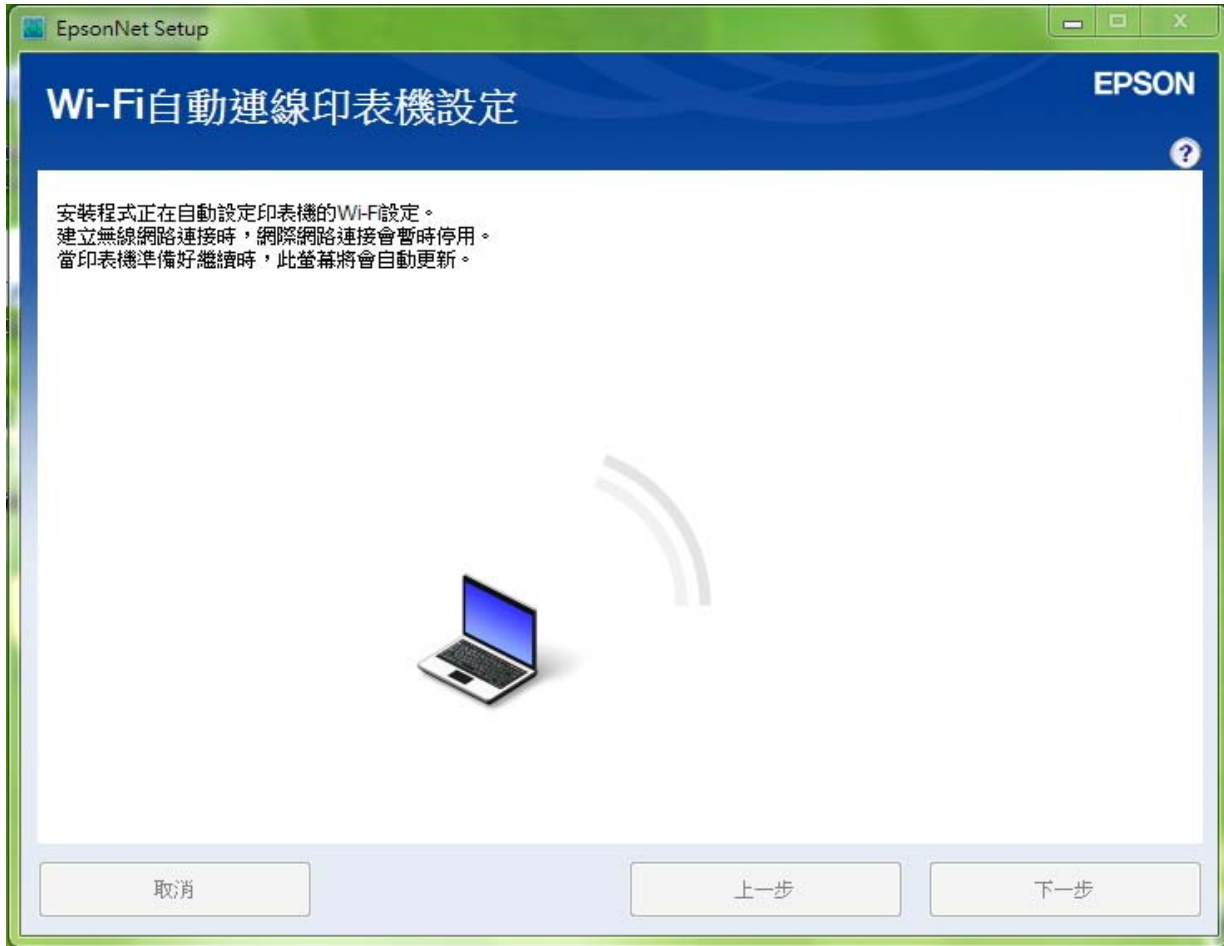 EpsonNet Setup
Wi-Fi自動連線印表機設定
EPSON
?
安裝程式正在自動設定印表機的Wi-Fi設定。
建立無線網路連接時，網際網路連接會暫時停用。
當印表機準備好繼續時，此螢幕將會自動更新。
取消
上一步
下一步